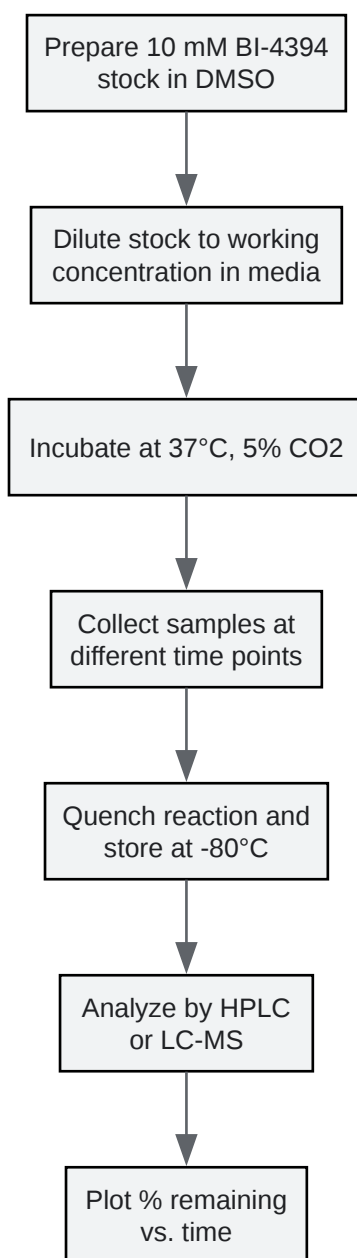 Prepare 10 mM BI-4394
stock in DMSO
Dilute stock to working
concentration in media
Incubate at 37°C, 5% CO2
Collect samples at
different time points
Quench reaction and
store at -80°C
Analyze by HPLC
or LC-MS
Plot % remaining
vs. time